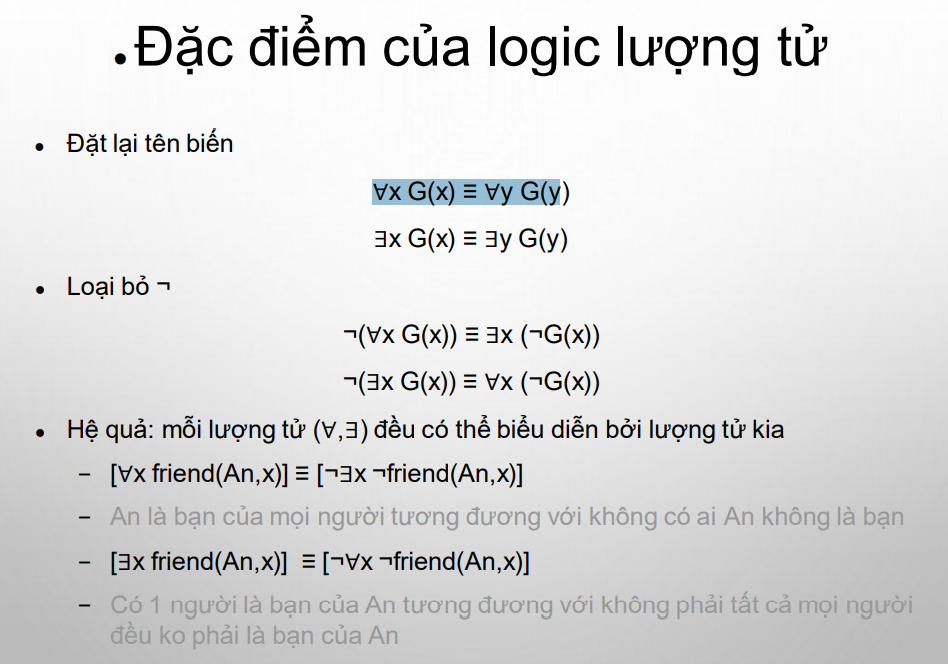 • Đặc điểm của logic lượng tử
• Đặt lại tên biến
∀x G(x) ≡ ∀y G(y)
∃x G(x) ≡ ∃y G(y)
• Loại bỏ ¬
¬(∀x G(x)) ≡ ∃x (¬G(x))
¬(∃x G(x)) ≡ ∀x (¬G(x))
• Hệ quả: mỗi lượng tử (∀,∃) đều có thể biểu diễn bởi lượng tử kia
– [∀x friend(An,x)] ≡ [¬∃x ¬friend(An,x)]
– An là bạn của mọi người tương đương với không có ai An không là bạn
– [∃x friend(An,x)] ≡ [¬∀x ¬friend(An,x)]
– Có 1 người là bạn của An tương đương với không phải tất cả mọi người
đều ko phải là bạn của An